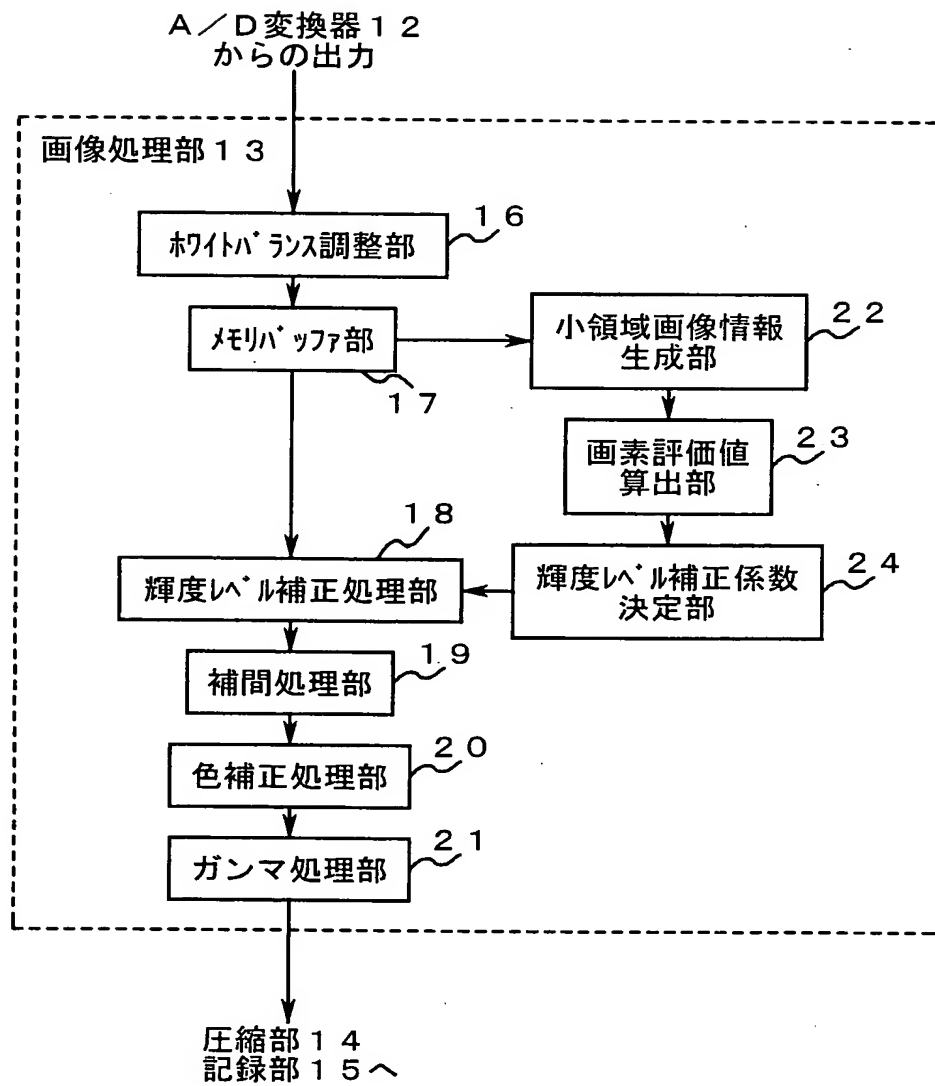 A/D変換器12
からの出力
画像処理部13
16
ホワイトバランス調整部
メモリバッファ部
17
小領域画像情報
生成部
22
画素評価値
算出部
23
18
輝度レベル補正処理部
輝度レベル補正係数
決定部
24
補間処理部
19
色補正処理部
20
ガンマ処理部
21
圧縮部14
記録部15へ